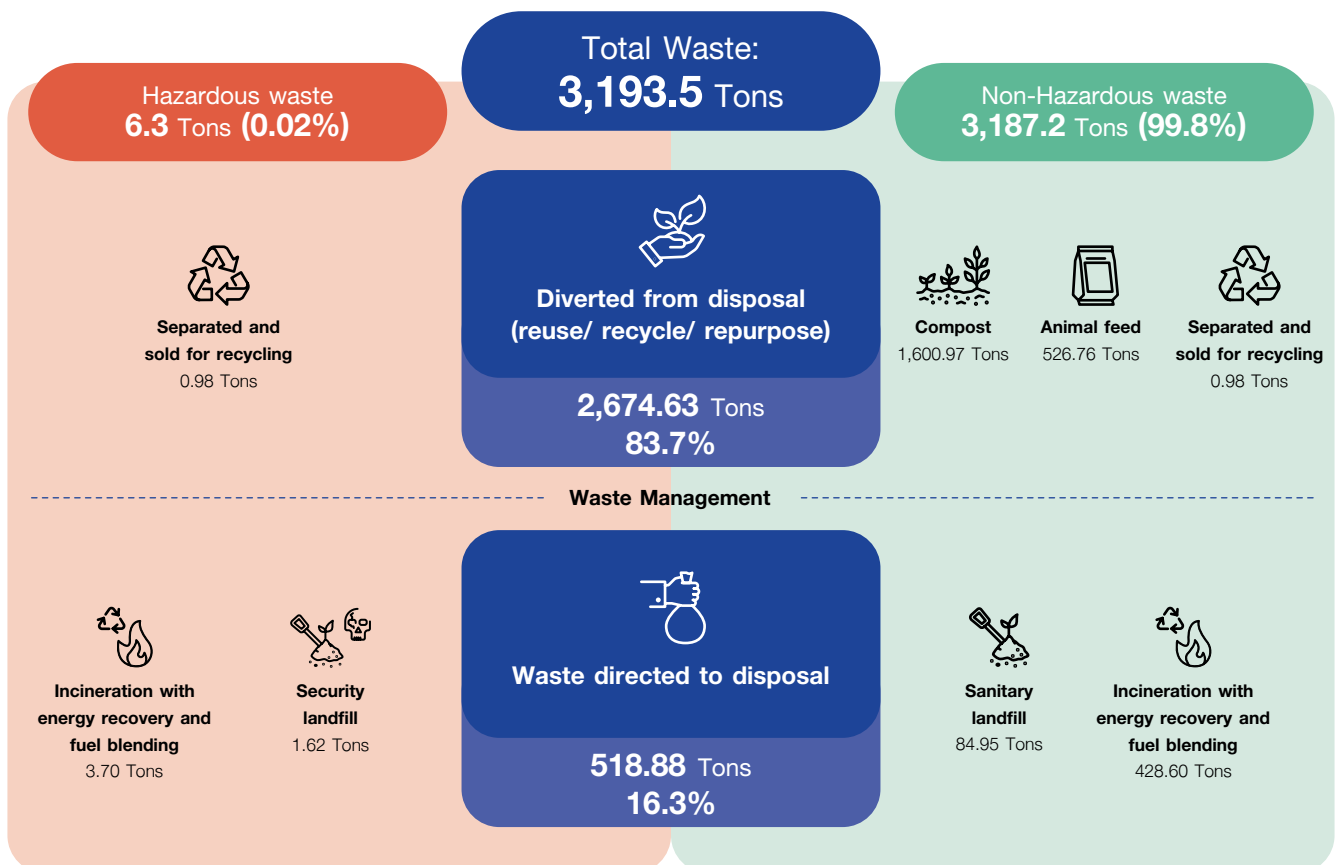 Total Waste:
3,193.5 Tons
Hazardous waste
6.3 Tons (0.02%)
Non-Hazardous waste
3,187.2 Tons (99.8%)
Separated and
sold for recycling
0.98 Tons
Diverted from disposal
(reuse/ recycle/ repurpose)
2,674.63 Tons
83.7%
Compost
1,600.97 Tons
Animal feed
526.76 Tons
Separated and
sold for recycling
0.98 Tons
Waste Management
Incineration with
energy recovery and
fuel blending
3.70 Tons
Security
landfill
1.62 Tons
Waste directed to disposal
518.88 Tons
16.3%
Sanitary
landfill
84.95 Tons
Incineration with
energy recovery and
fuel blending
428.60 Tons